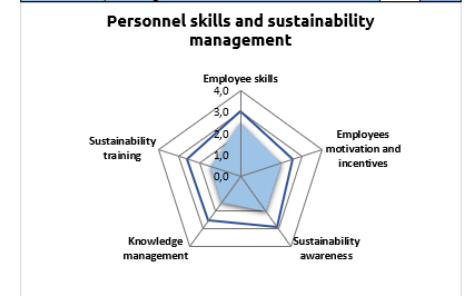 Personnel skills and sustainability
management
Employee skills
4,0
3,0
2,0
1,0
0,0
Employees
motivation and
incentives
Sustainability
awareness
Knowledge
management
Sustainability
training